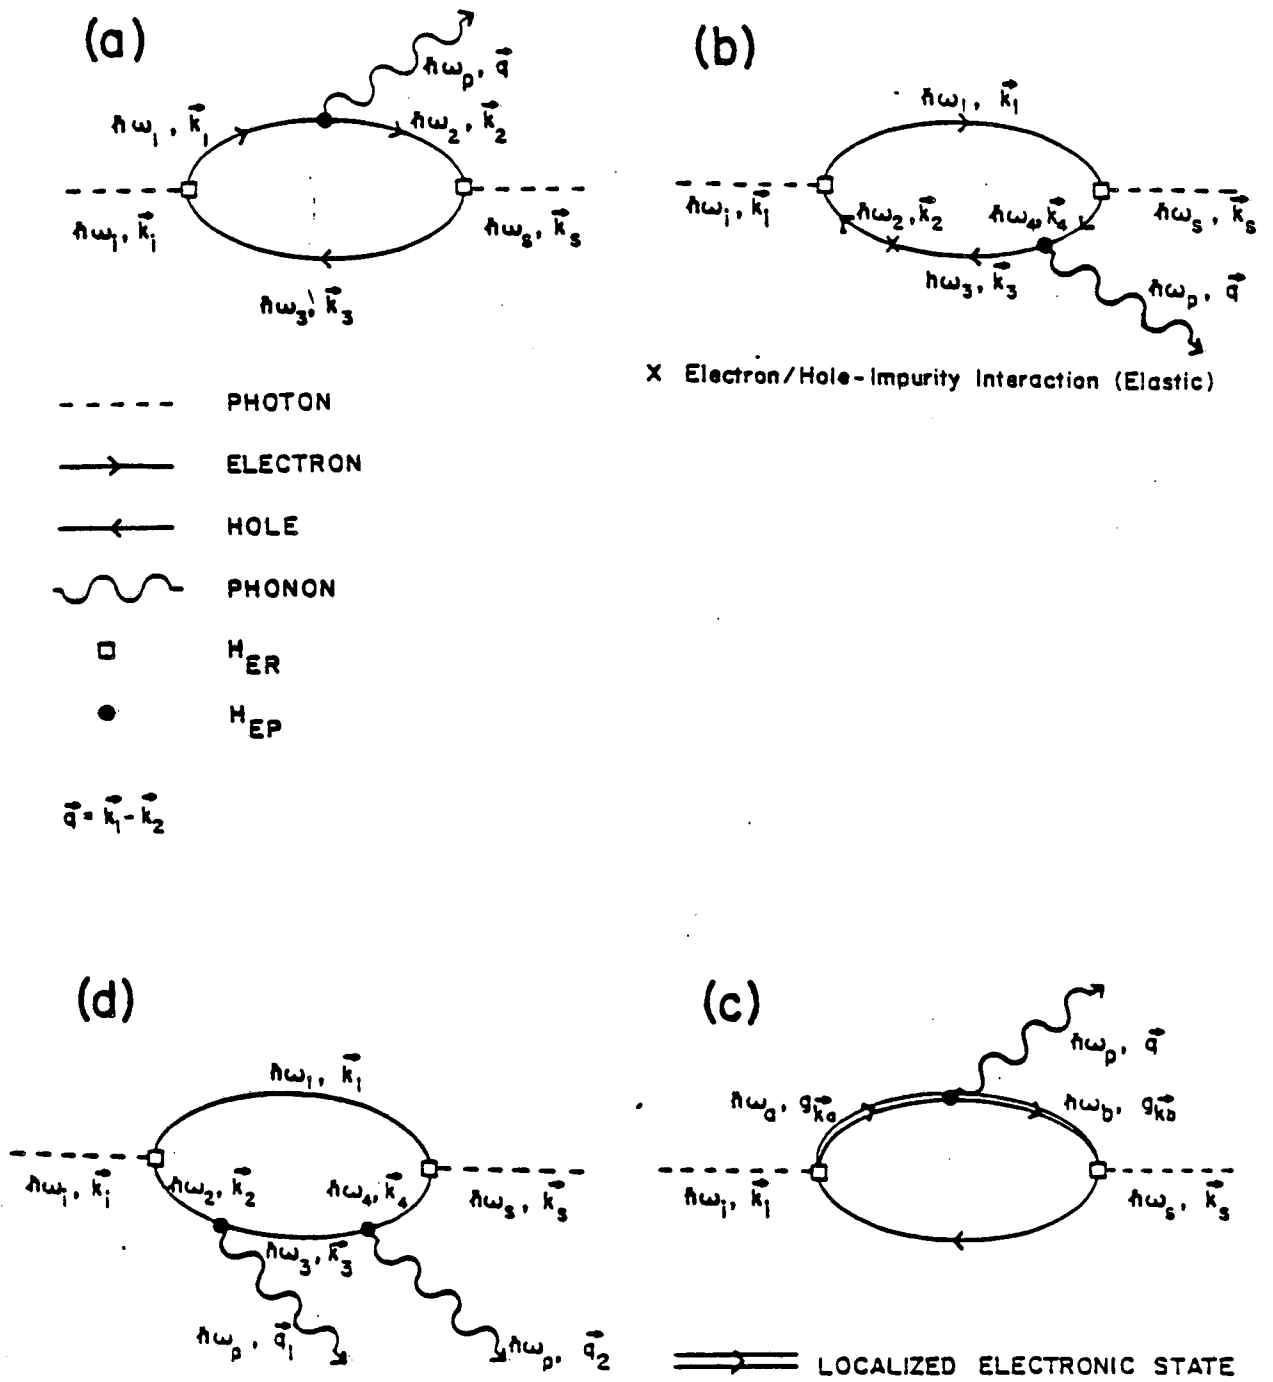 (a)
ħω_p, q⃗
ħω_1, k⃗_1
ħω_2, k⃗_2
ħω_i, k⃗_i
ħω_s, k⃗_s
ħω_3, k⃗_3
(b)
ħω_1, k⃗_1
ħω_i, k⃗_i
ħω_2, k⃗_2
ħω_4, k⃗_4
ħω_s, k⃗_s
ħω_3, k⃗_3
ħω_p, q⃗
X Electron/Hole-Impurity Interaction (Elastic)
PHOTON
ELECTRON
HOLE
PHONON
H_ER
H_EP
q⃗ = k⃗_1 - k⃗_2
(d)
ħω_1, k⃗_1
ħω_i, k⃗_i
ħω_2, k⃗_2
ħω_4, k⃗_4
ħω_s, k⃗_s
ħω_3, k⃗_3
ħω_p, q⃗_1
ħω_p, q⃗_2
(c)
ħω_p, q⃗
ħω_a, g_k⃗a
ħω_b, g_k⃗b
ħω_i, k⃗_i
ħω_s, k⃗_s
LOCALIZED ELECTRONIC STATE